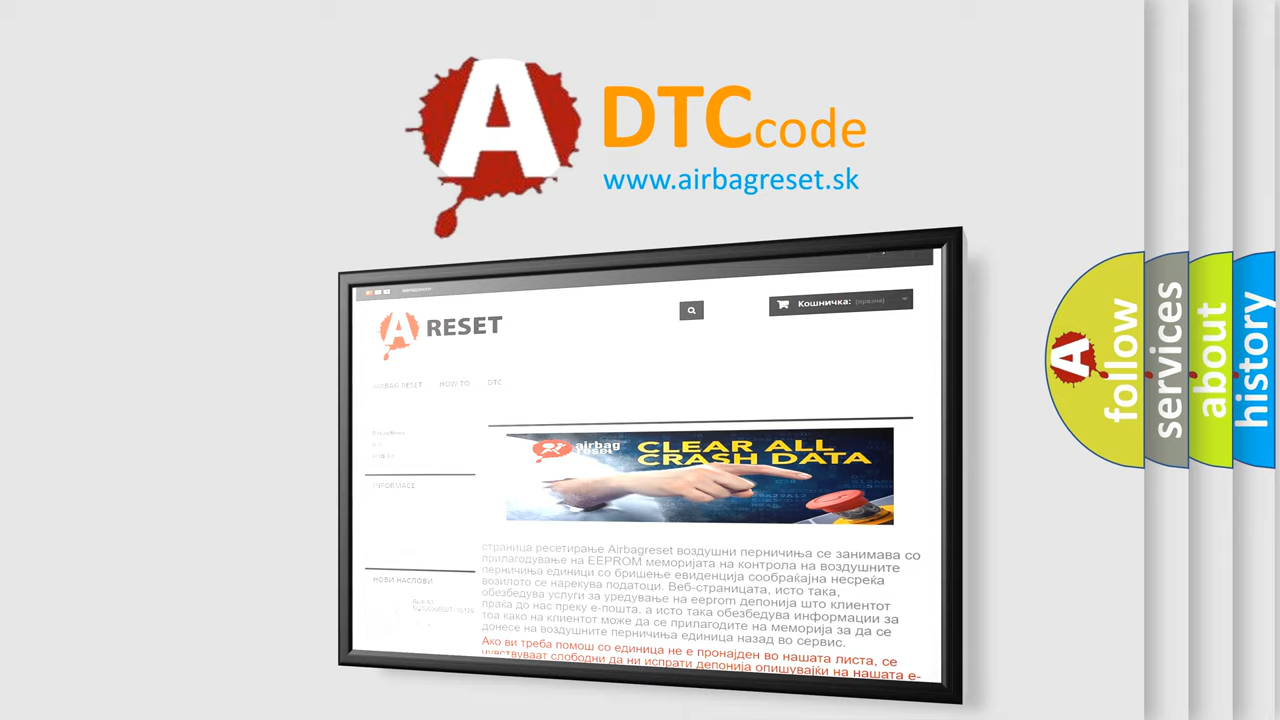 A
DTC code
www.airbagreset.sk
A RESET
Кошничка: (празна)
AIRBAG RESET HOW TO DTC
airbag reset
CLEAR ALL
CRASH DATA
INFORMACE
НОВИ НАСЛОВИ
страница ресетирање Airbagreset воздушни перничиња се занимава со
прилагодување на EEPROM меморијата на контрола на воздушните
перничиња единици со бришење евиденција сообраќајна несреќа
возилото се нарекува податоци. Веб-страницата, исто така,
обезбедува услуги за уредување на eeprom депонија што клиентот
праќа до нас преку е-пошта, а исто така обезбедува информации за
тоа како на клиентот може да се прилагодите на меморија за да се
донесе на воздушните перничиња единица назад во сервис.
Ако ви треба помош со единица не е пронајден во нашата листа, се
чувствуваат слободни да ни испрати депонија опишувајќи на нашата е-
A follow
services
about
history